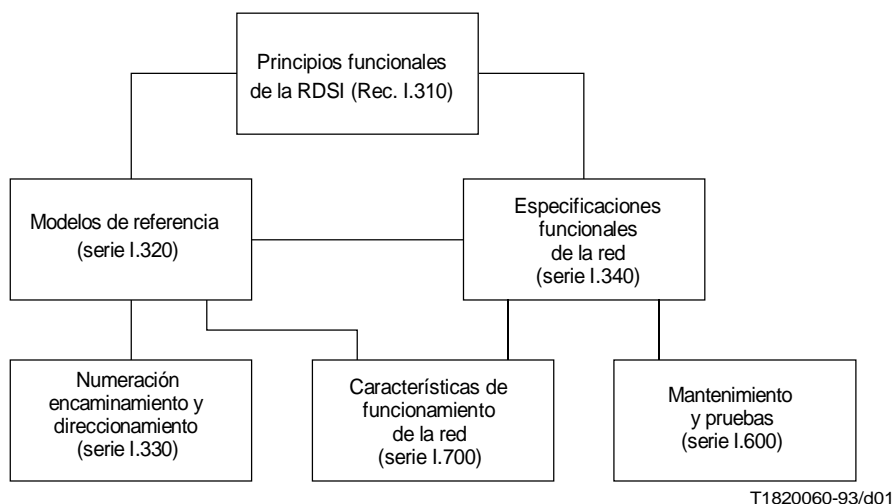 Principios funcionales
de la RDSI (Rec. I.310)
Modelos de referencia
(serie I.320)
Especificaciones
funcionales
de la red
(serie I.340)
Numeración
encaminamiento y
direccionamiento
(serie I.330)
Características de
funcionamiento
de la red
(serie I.700)
Mantenimiento
y pruebas
(serie I.600)
T1820060-93/d01